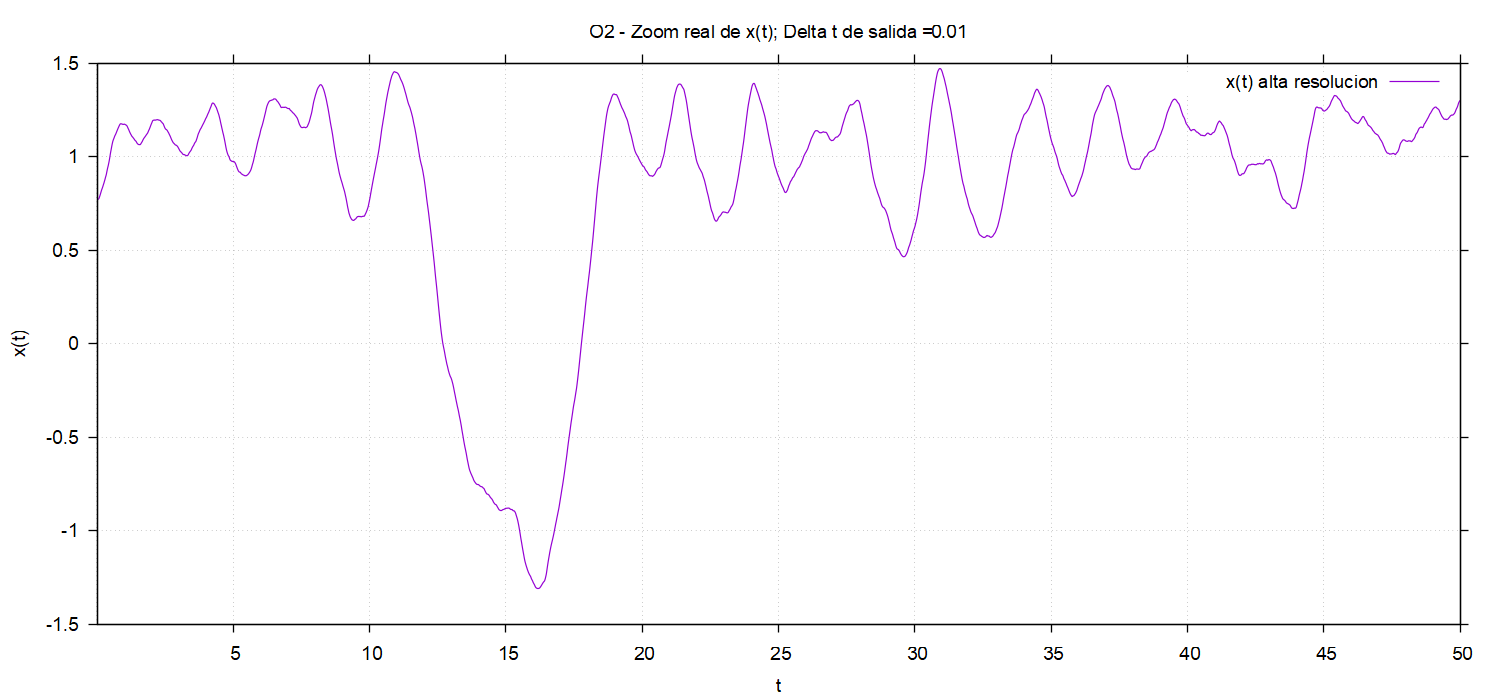 O2 - Zoom real de x(t); Delta t de salida =0.01
x(t) alta resolucion
1.5
1
0.5
0
-0.5
-1
-1.5
x(t)
5 10 15 20 25 30 35 40 45 50
t